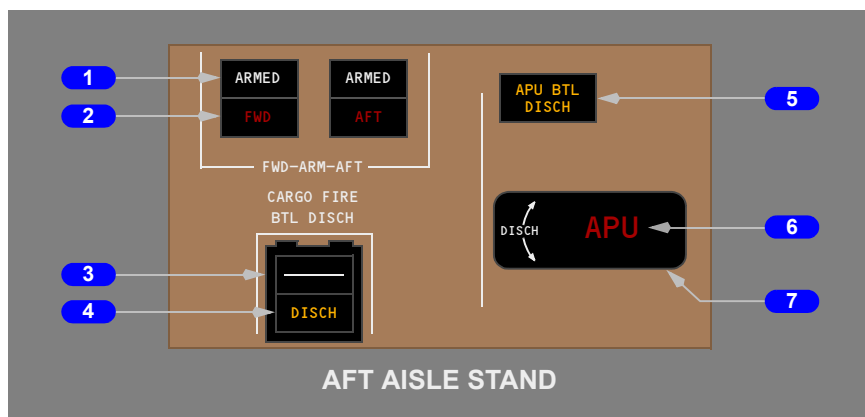 1
ARMED
ARMED
2
FWD
AFT
FWD-ARM-AFT
CARGO FIRE
BTL DISCH
3
4
DISCH
APU BTL
DISCH
5
DISCH
APU
6
7
AFT AISLE STAND